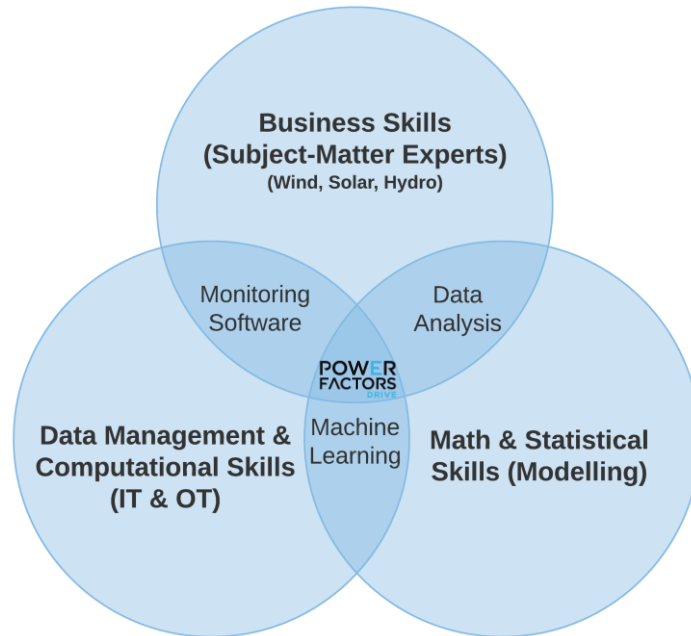 Business Skills
(Subject-Matter Experts)
(Wind, Solar, Hydro)
Monitoring
Software
Data
Analysis
POWER
FACTORS
DRIVE
Data Management &
Computational Skills
(IT & OT)
Machine
Learning
Math & Statistical
Skills (Modelling)